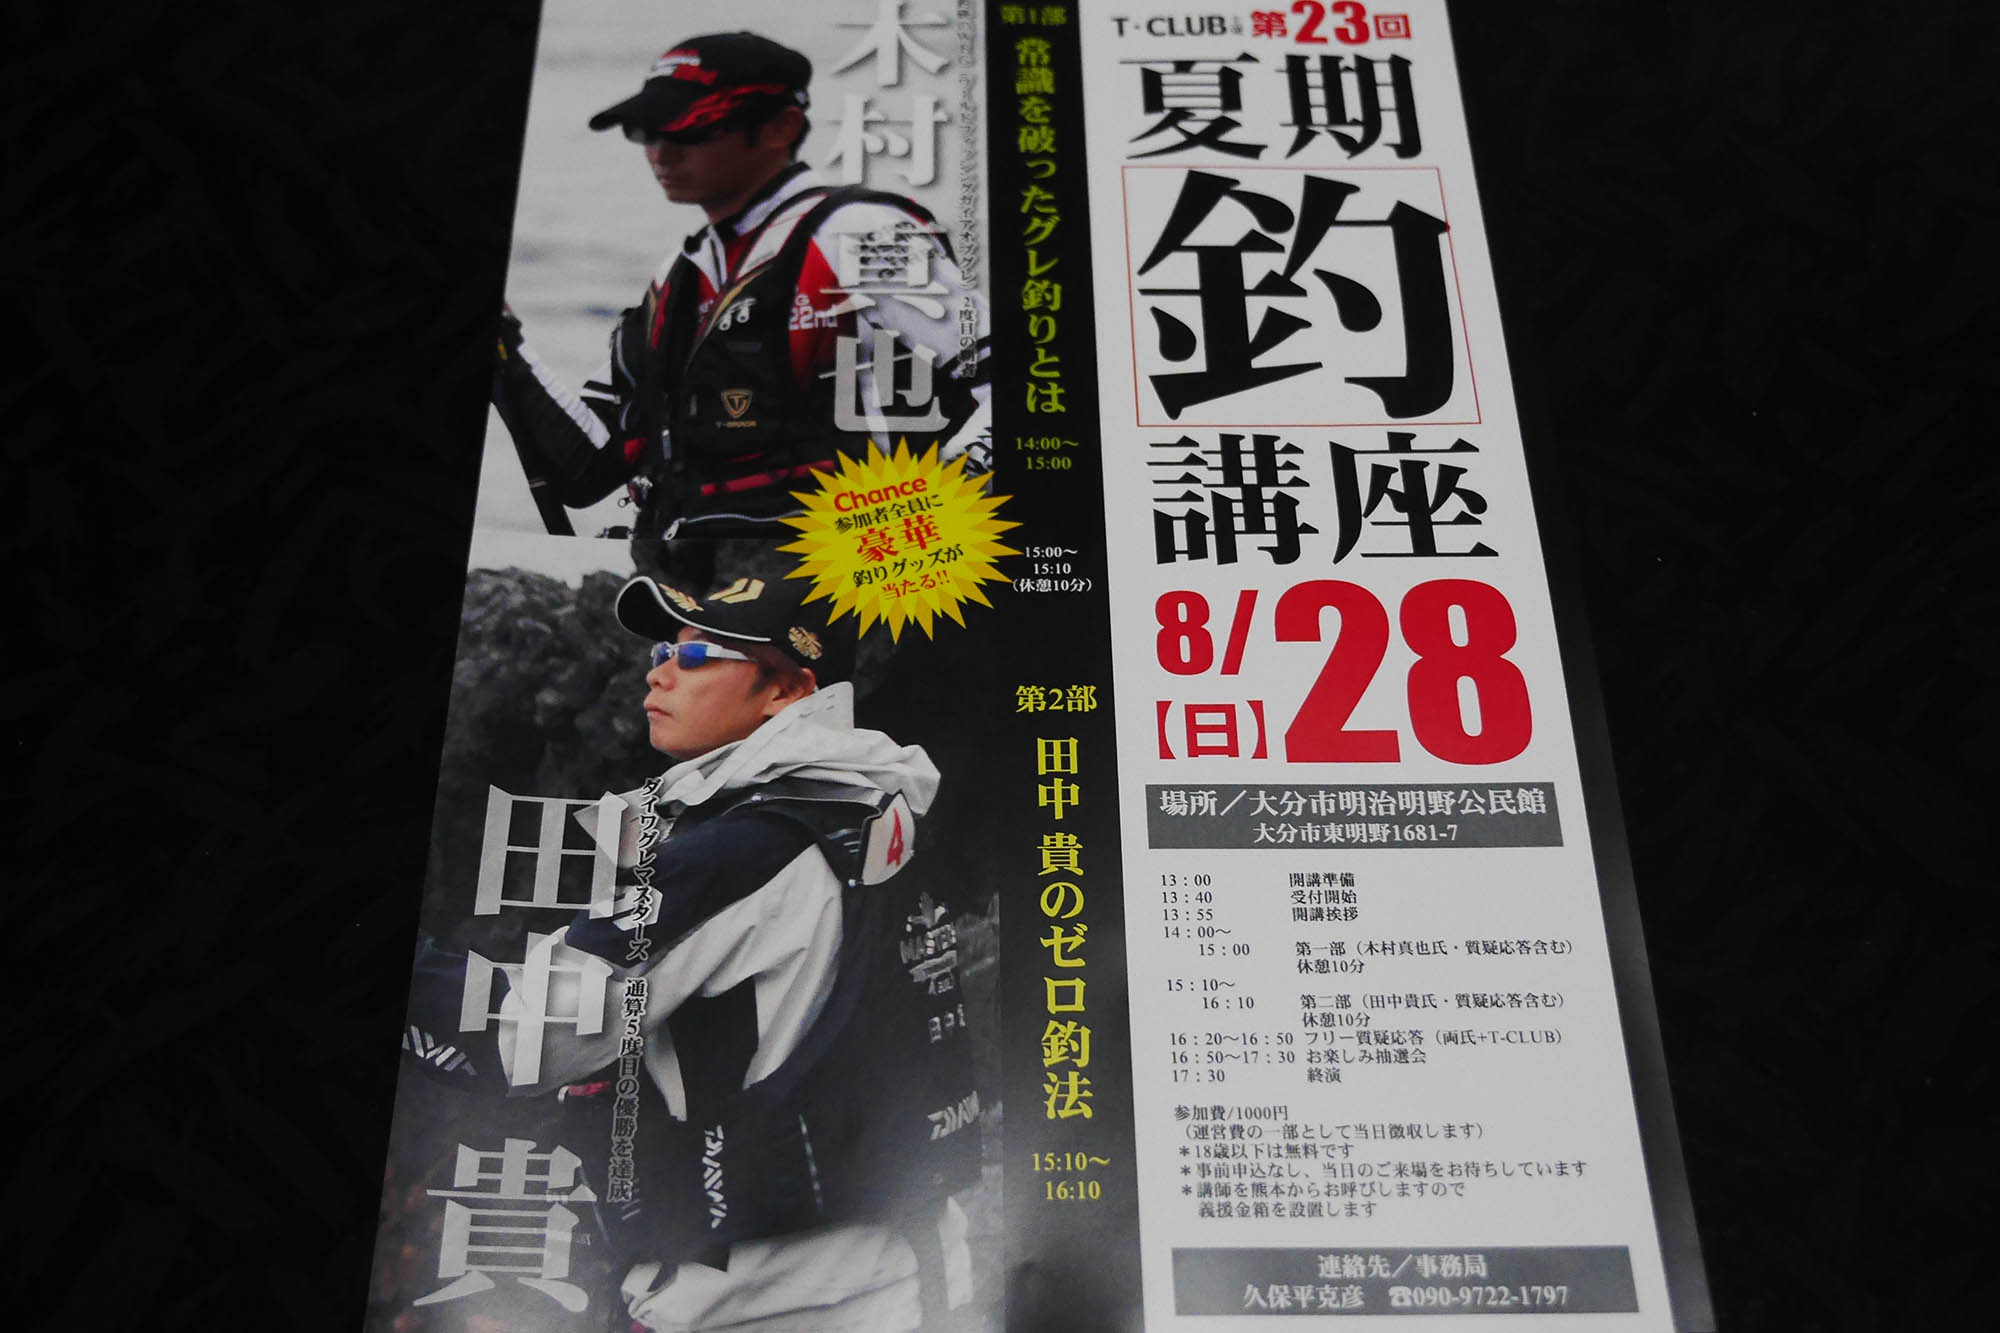 T・CLUB主催 第23回
夏期
釣
講座
8/28
【日】
場所／大分市明治明野公民館
大分市東明野1681-7
13：00 開講準備
13：40 受付開始
13：55 開講挨拶
14：00〜
15：00 第一部（木村真也氏・質疑応答含む）
休憩10分
15：10〜
16：10 第二部（田中貴氏・質疑応答含む）
休憩10分
16：20〜16：50 フリー質疑応答（両氏+T-CLUB）
16：50〜17：30 お楽しみ抽選会
17：30 終演
参加費/1000円
（運営費の一部として当日徴収します）
＊18歳以下は無料です
＊事前申込なし、当日のご来場をお待ちしています
＊講師を熊本からお呼びしますので
義援金箱を設置します
連絡先／事務局
久保平克彦 ☎090-9722-1797
第1部
常識を破ったグレ釣りとは
14:00〜
15:00
15:00〜
15:10
（休憩10分）
第2部
田中 貴のゼロ釣法
15:10〜
16:10
木村真也
2度目の覇者
22nd
Chance
参加者全員に
豪華
釣りグッズが
当たる!!
田中 貴
ダイワグレマスターズ 通算5度目の優勝を達成
4
DAIWA
DAIWA